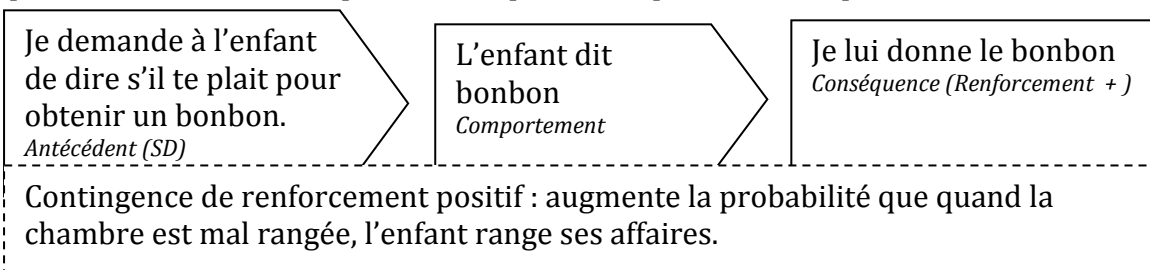 Je demande à l’enfant
de dire s’il te plait pour
obtenir un bonbon.
Antécédent (SD)
L’enfant dit
bonbon
Comportement
Je lui donne le bonbon
Conséquence (Renforcement + )
Contingence de renforcement positif : augmente la probabilité que quand la
chambre est mal rangée, l’enfant range ses affaires.